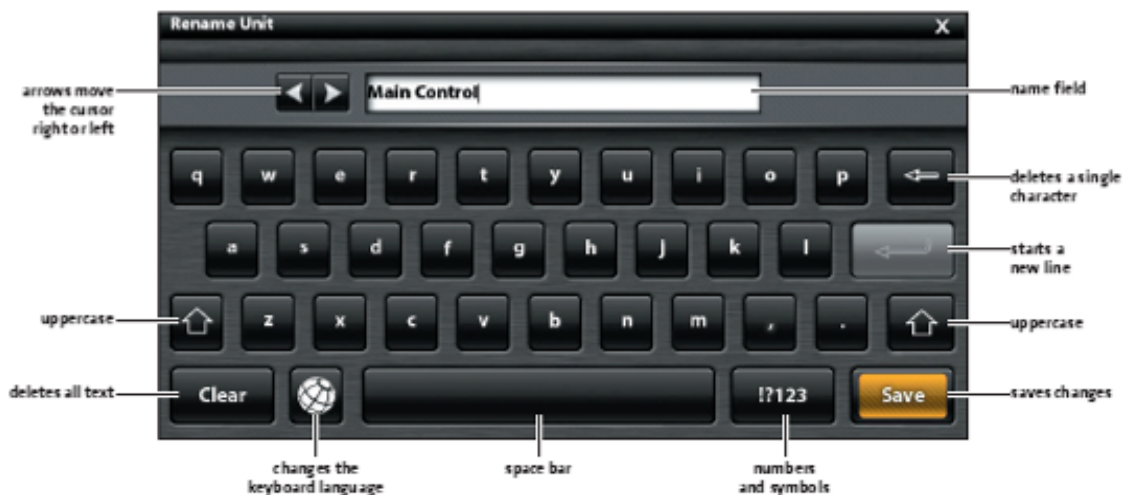 Rename Unit X
arrows move
the cursor
right or left
Main Control
name field
q w e r t y u i o p
deletes a single
character
a s d f g h j k l
starts a
new line
uppercase
z x c v b n m , .
uppercase
deletes all text
Clear !?123 Save
saves changes
changes the
keyboard language
space bar
numbers
and symbols